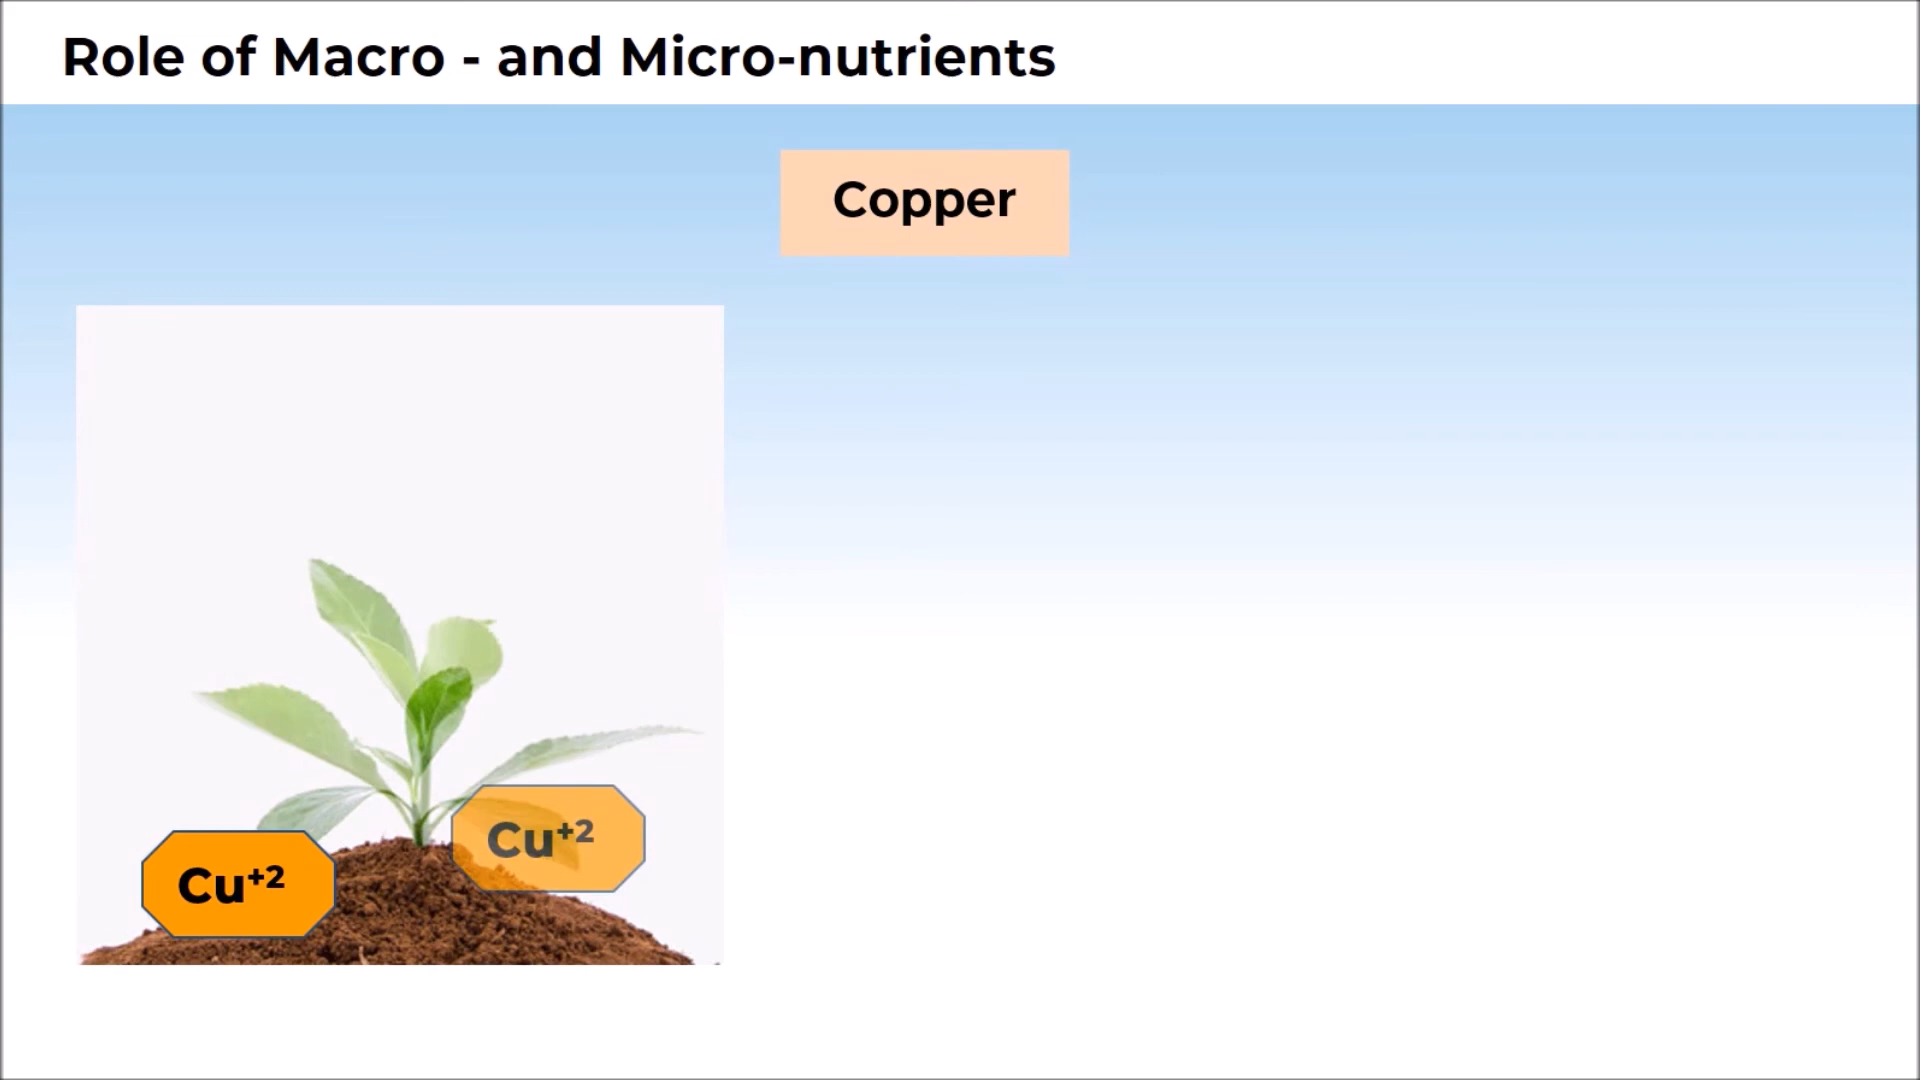 Role of Macro - and Micro-nutrients
Copper
Cu⁺²
Cu⁺²